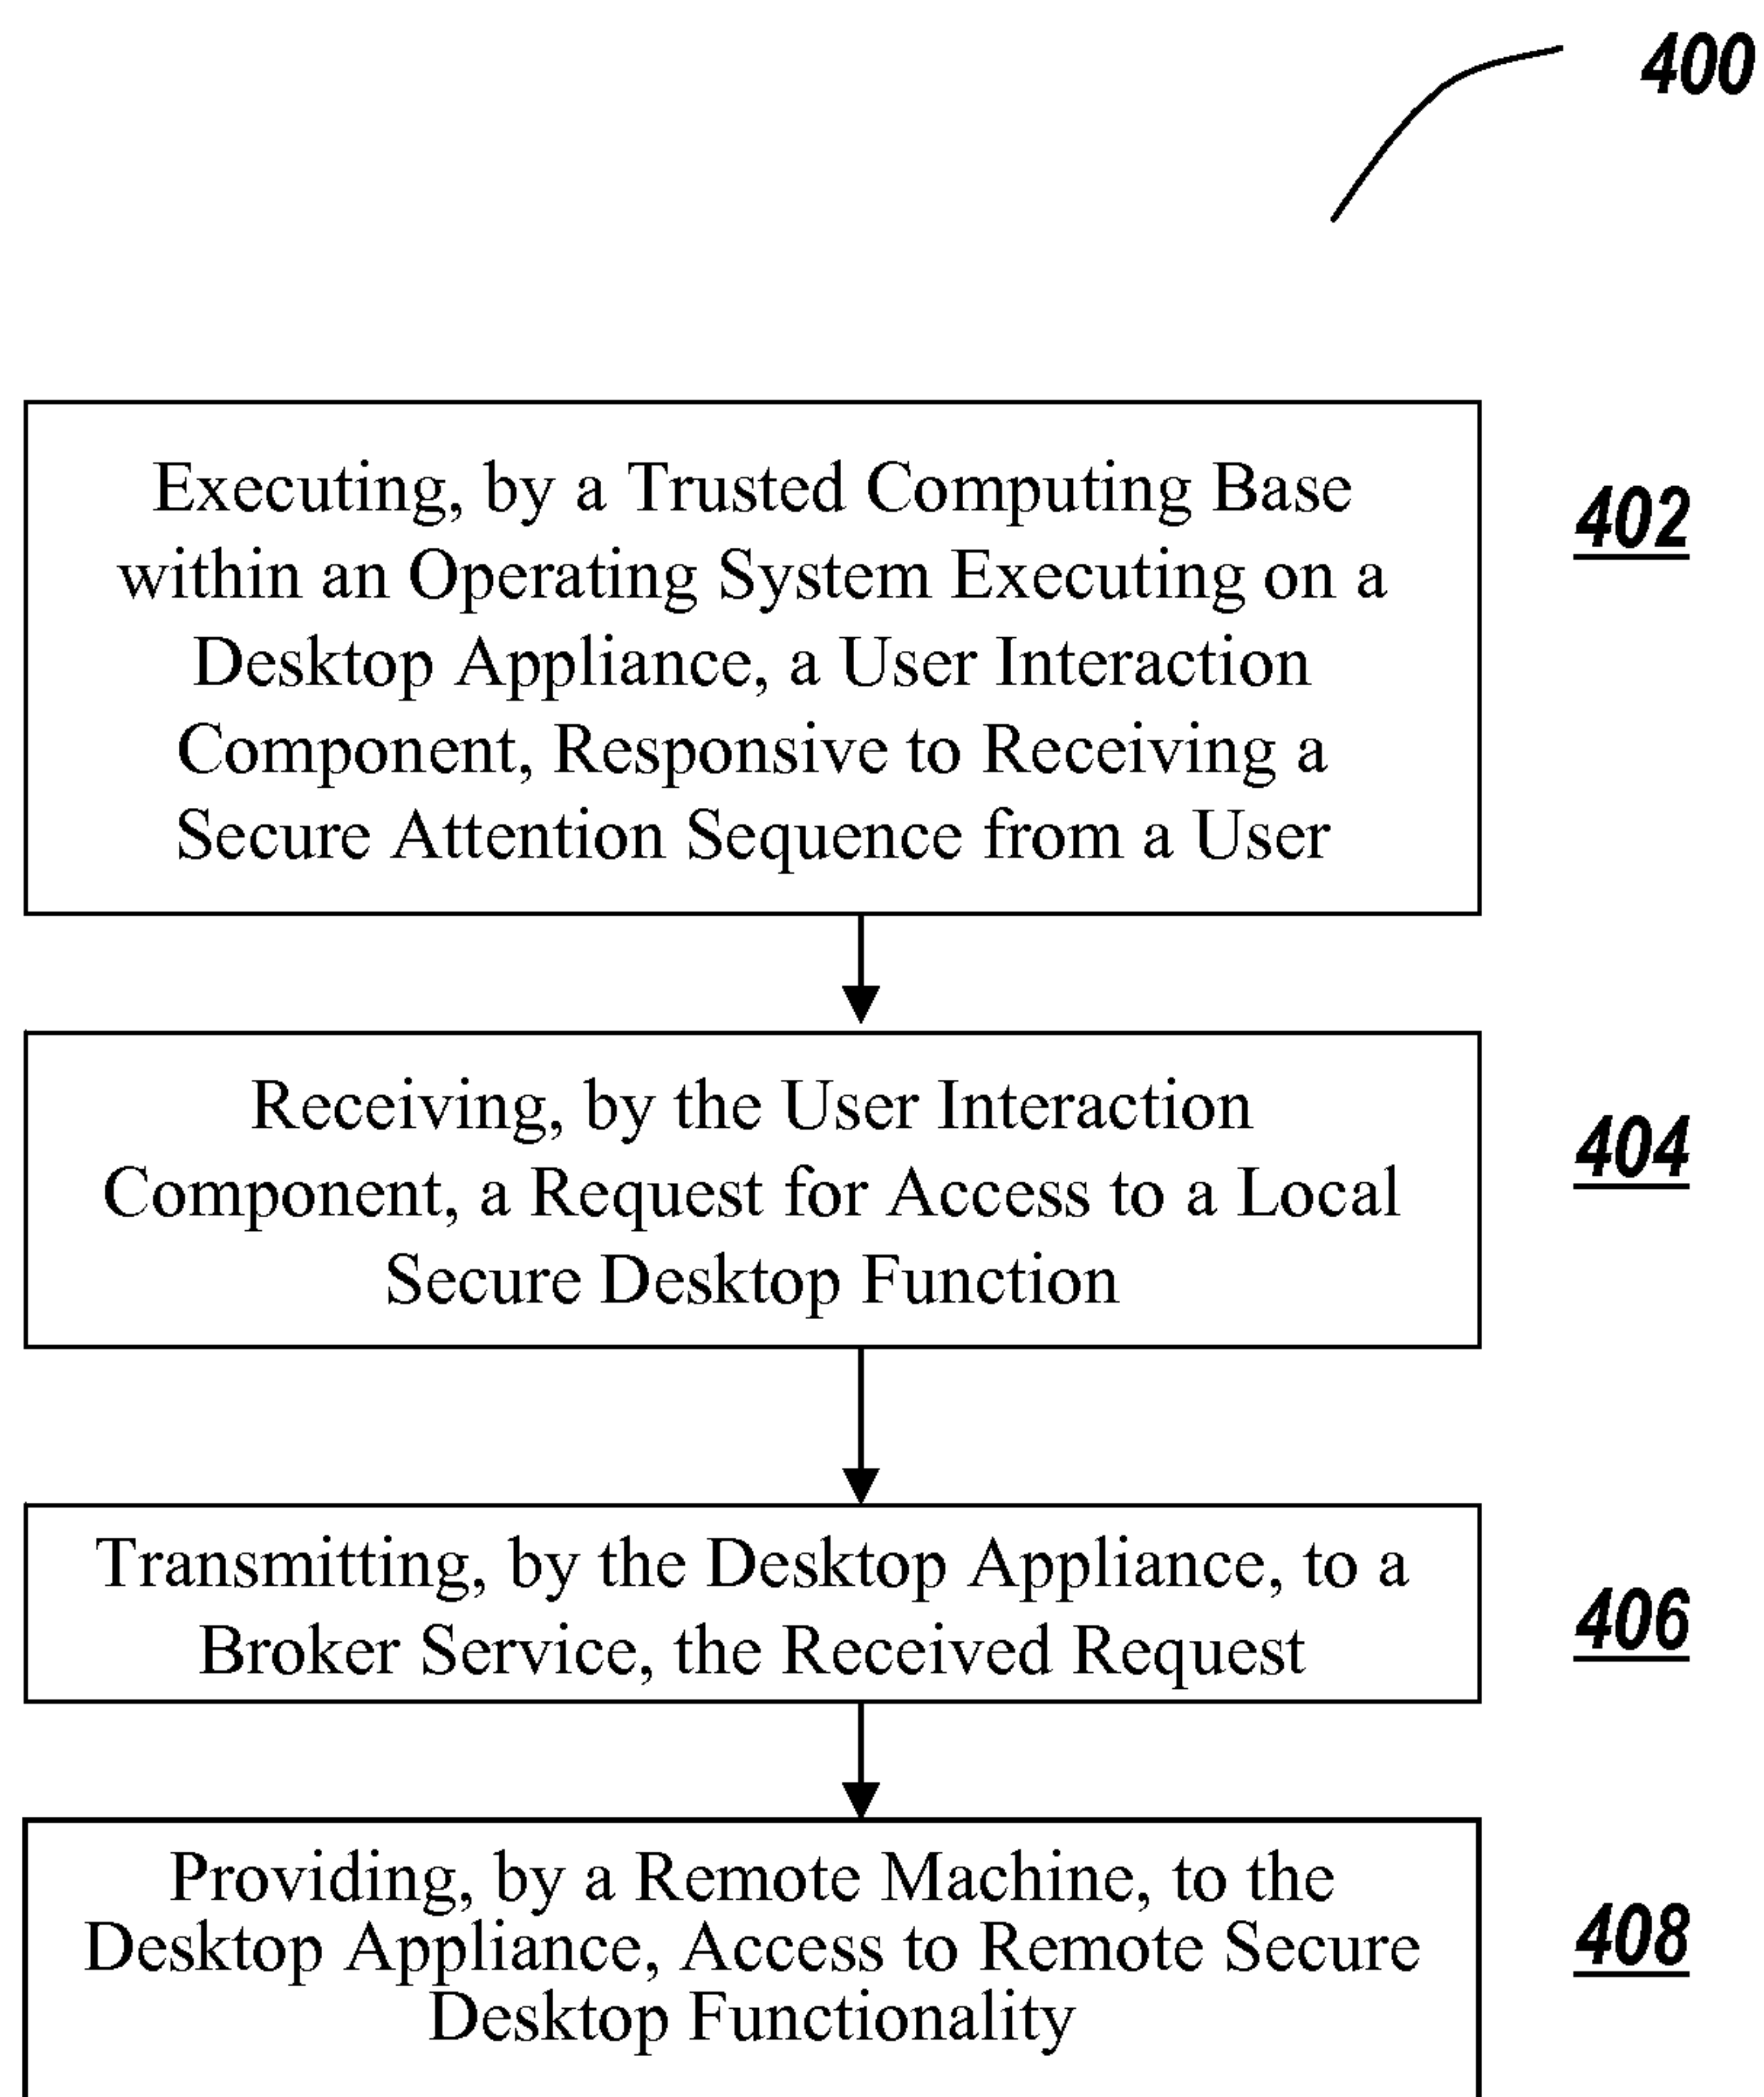 400
Executing, by a Trusted Computing Base
within an Operating System Executing on a
Desktop Appliance, a User Interaction
Component, Responsive to Receiving a
Secure Attention Sequence from a User
402
Receiving, by the User Interaction
Component, a Request for Access to a Local
Secure Desktop Function
404
Transmitting, by the Desktop Appliance, to a
Broker Service, the Received Request
406
Providing, by a Remote Machine, to the
Desktop Appliance, Access to Remote Secure
Desktop Functionality
408